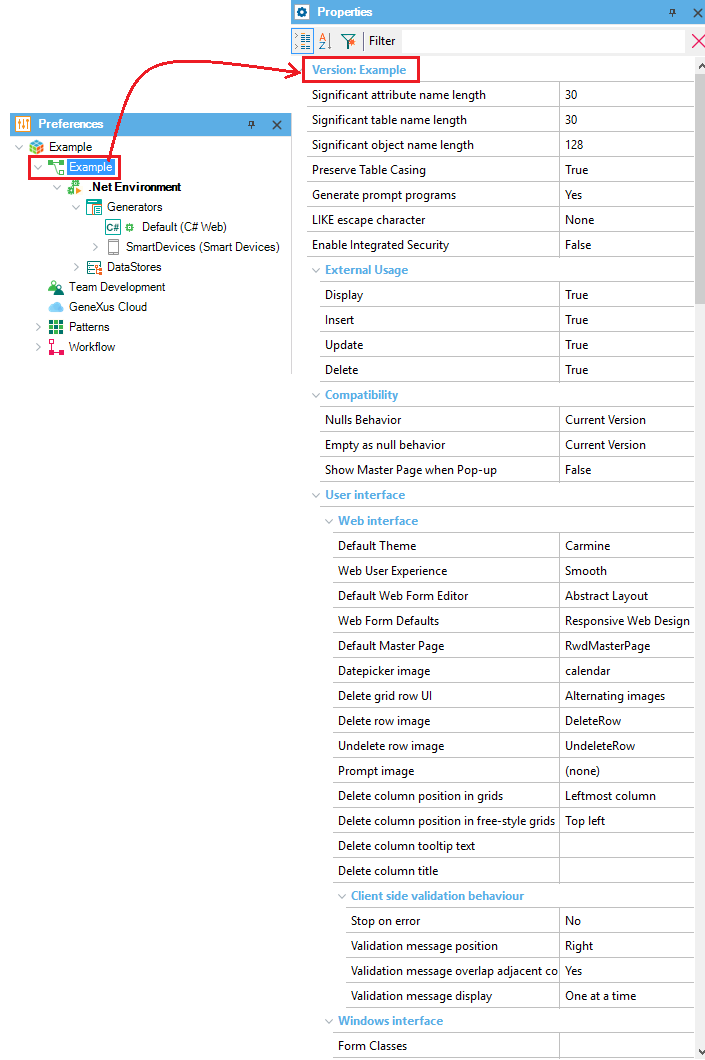 Preferences
Example
Example
.Net Environment
Generators
C# Default (C# Web)
SmartDevices (Smart Devices)
DataStores
Team Development
GeneXus Cloud
Patterns
Workflow
Properties
A Z Filter
Version: Example
Significant attribute name length 30
Significant table name length 30
Significant object name length 128
Preserve Table Casing True
Generate prompt programs Yes
LIKE escape character None
Enable Integrated Security False
External Usage
Display True
Insert True
Update True
Delete True
Compatibility
Nulls Behavior Current Version
Empty as null behavior Current Version
Show Master Page when Pop-up False
User interface
Web interface
Default Theme Carmine
Web User Experience Smooth
Default Web Form Editor Abstract Layout
Web Form Defaults Responsive Web Design
Default Master Page RwdMasterPage
Datepicker image calendar
Delete grid row UI Alternating images
Delete row image DeleteRow
Undelete row image UndeleteRow
Prompt image (none)
Delete column position in grids Leftmost column
Delete column position in free-style grids Top left
Delete column tooltip text
Delete column title
Client side validation behaviour
Stop on error No
Validation message position Right
Validation message overlap adjacent co Yes
Validation message display One at a time
Windows interface
Form Classes